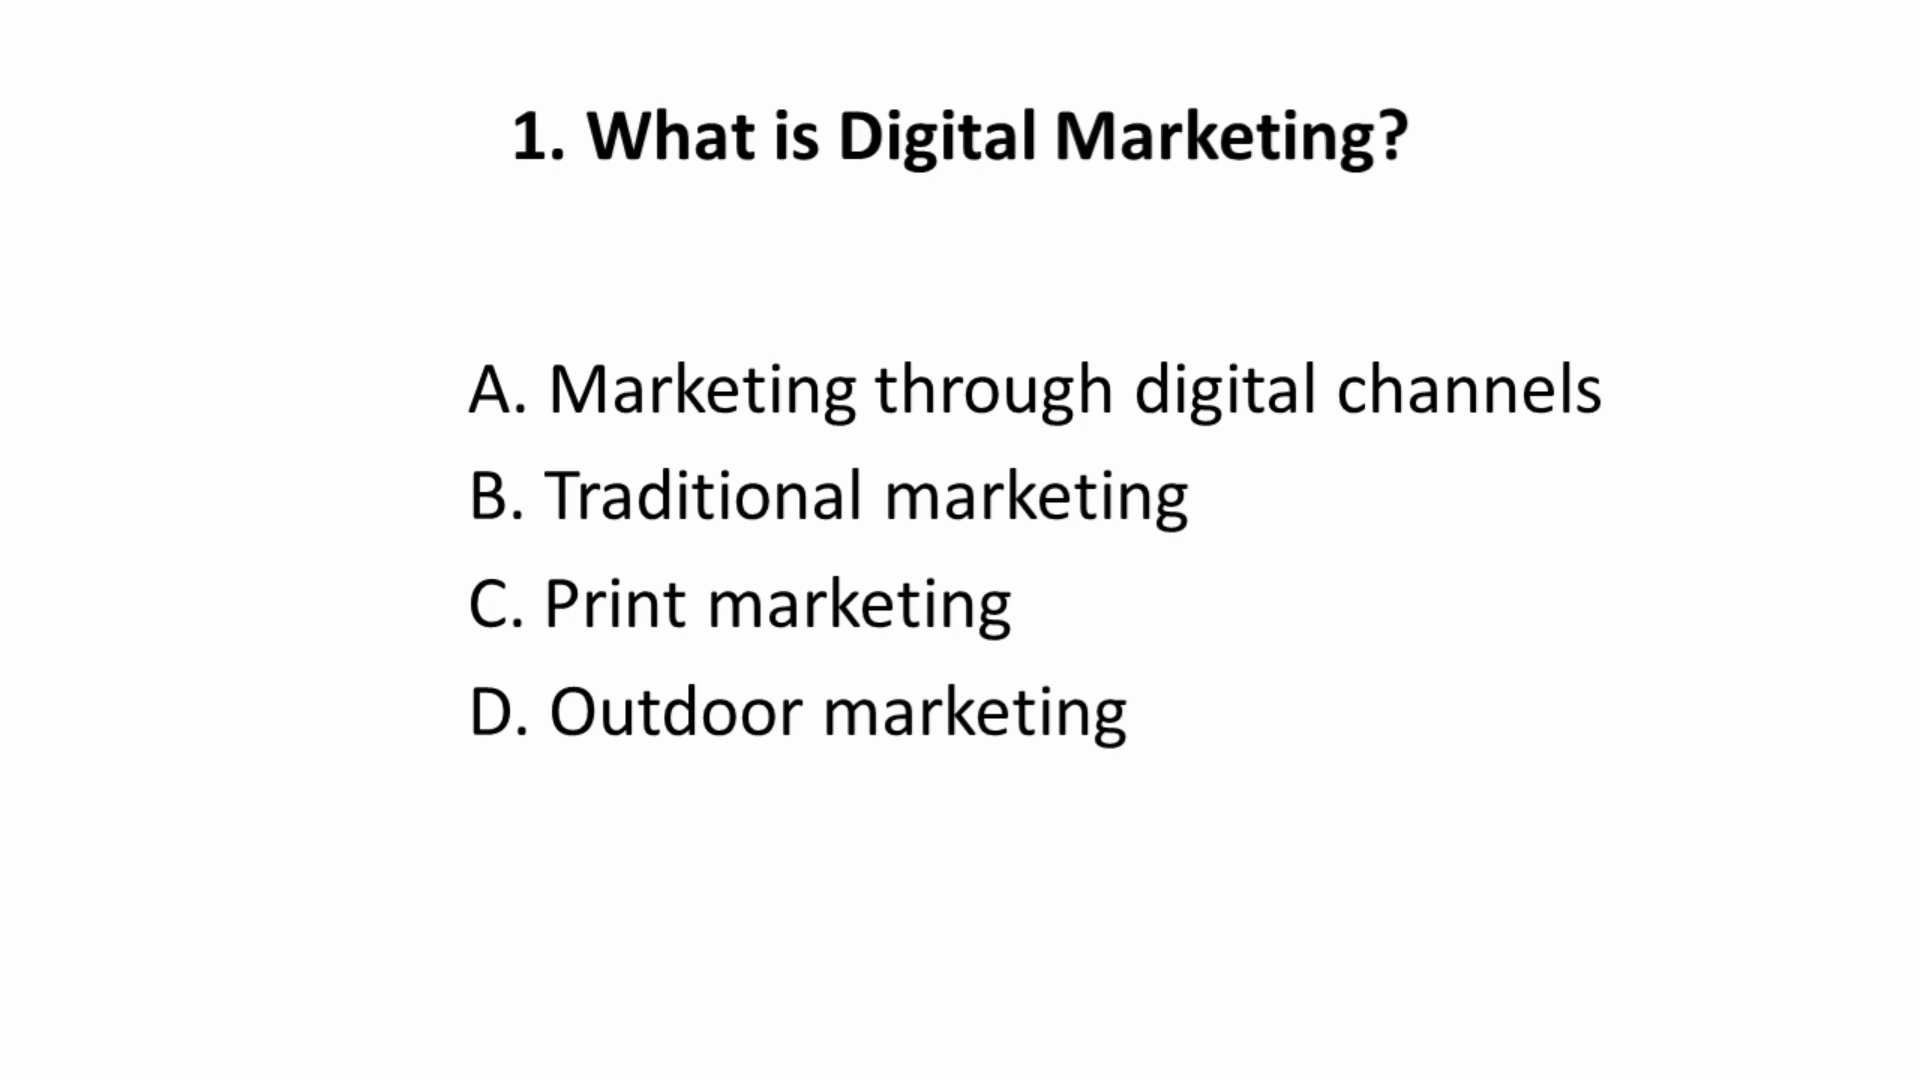 1. What is Digital Marketing?
A. Marketing through digital channels
B. Traditional marketing
C. Print marketing
D. Outdoor marketing